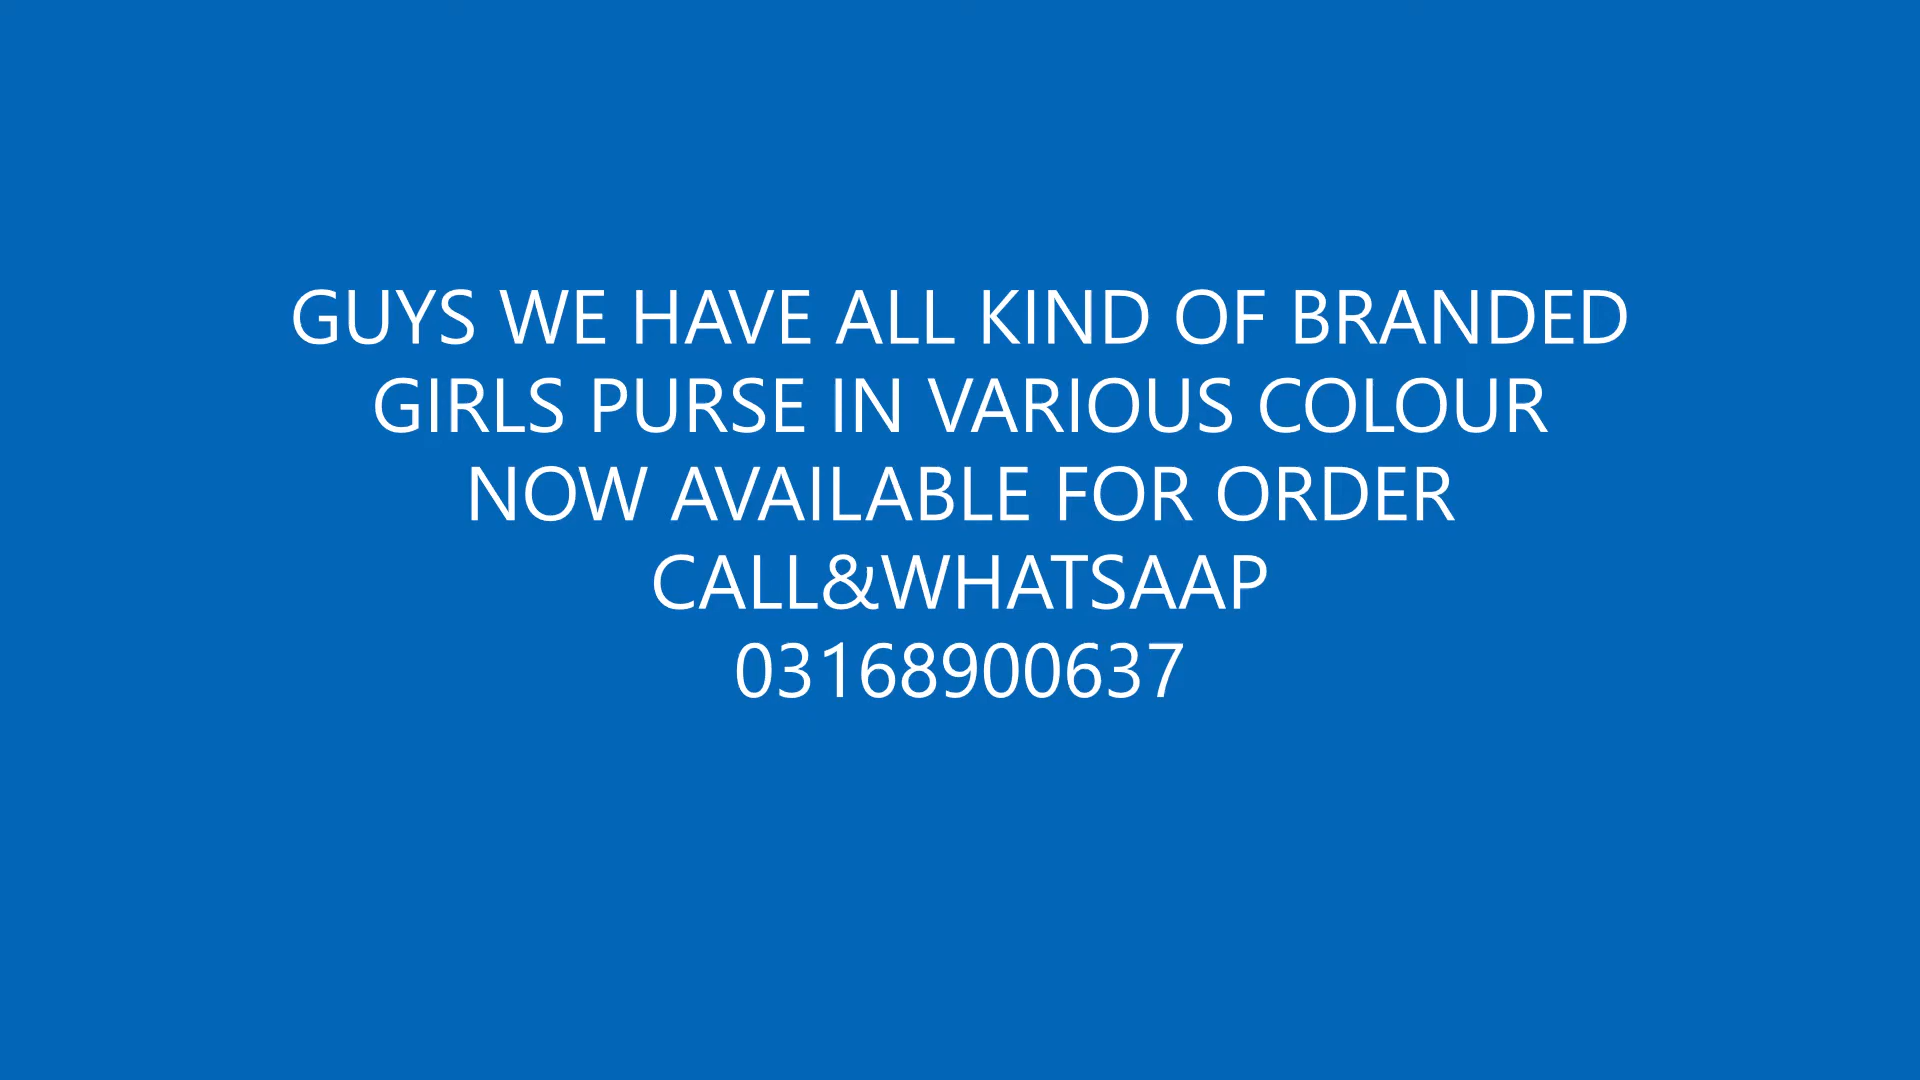 GUYS WE HAVE ALL KIND OF BRANDED
GIRLS PURSE IN VARIOUS COLOUR
NOW AVAILABLE FOR ORDER
CALL&WHATSAAP
03168900637